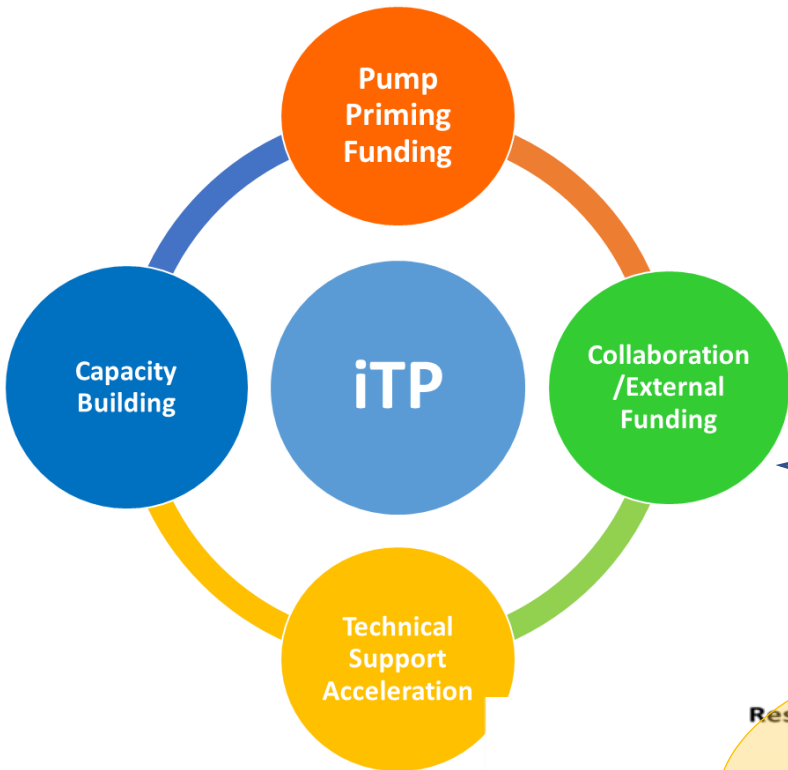 Pump
Priming
Funding
Capacity
Building
iTP
Collaboration
/External
Funding
Technical
Support
Acceleration